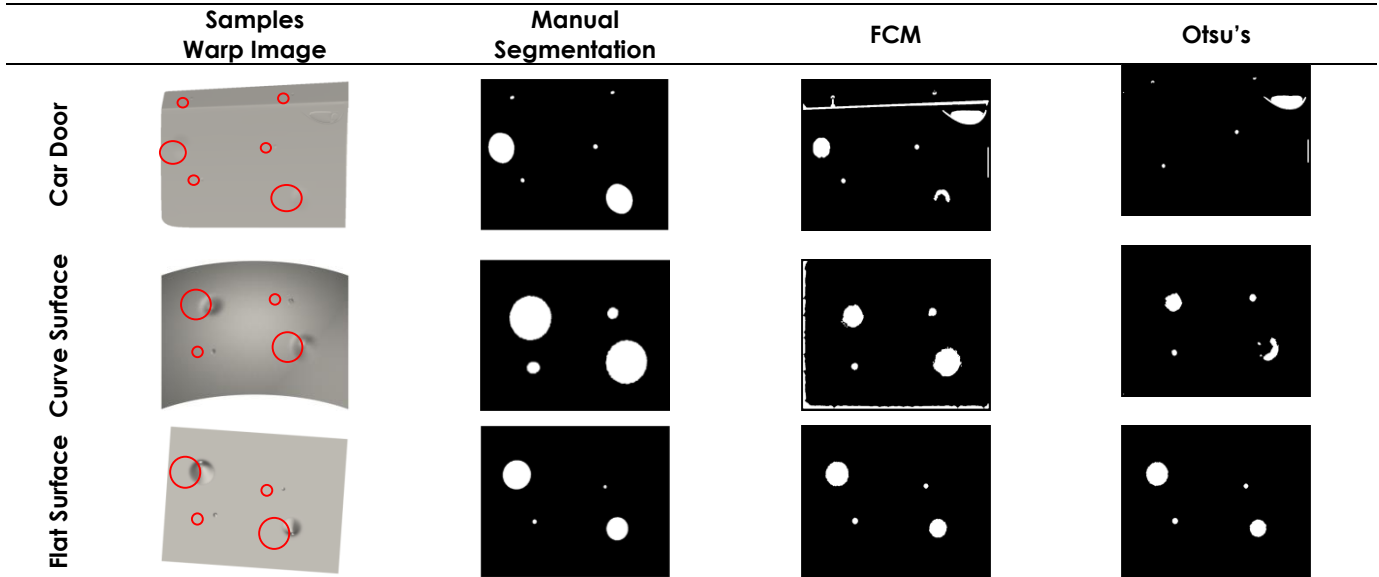 Samples
Warp Image
Manual
Segmentation
FCM
Otsu's
Car Door
Curve Surface
Flat Surface